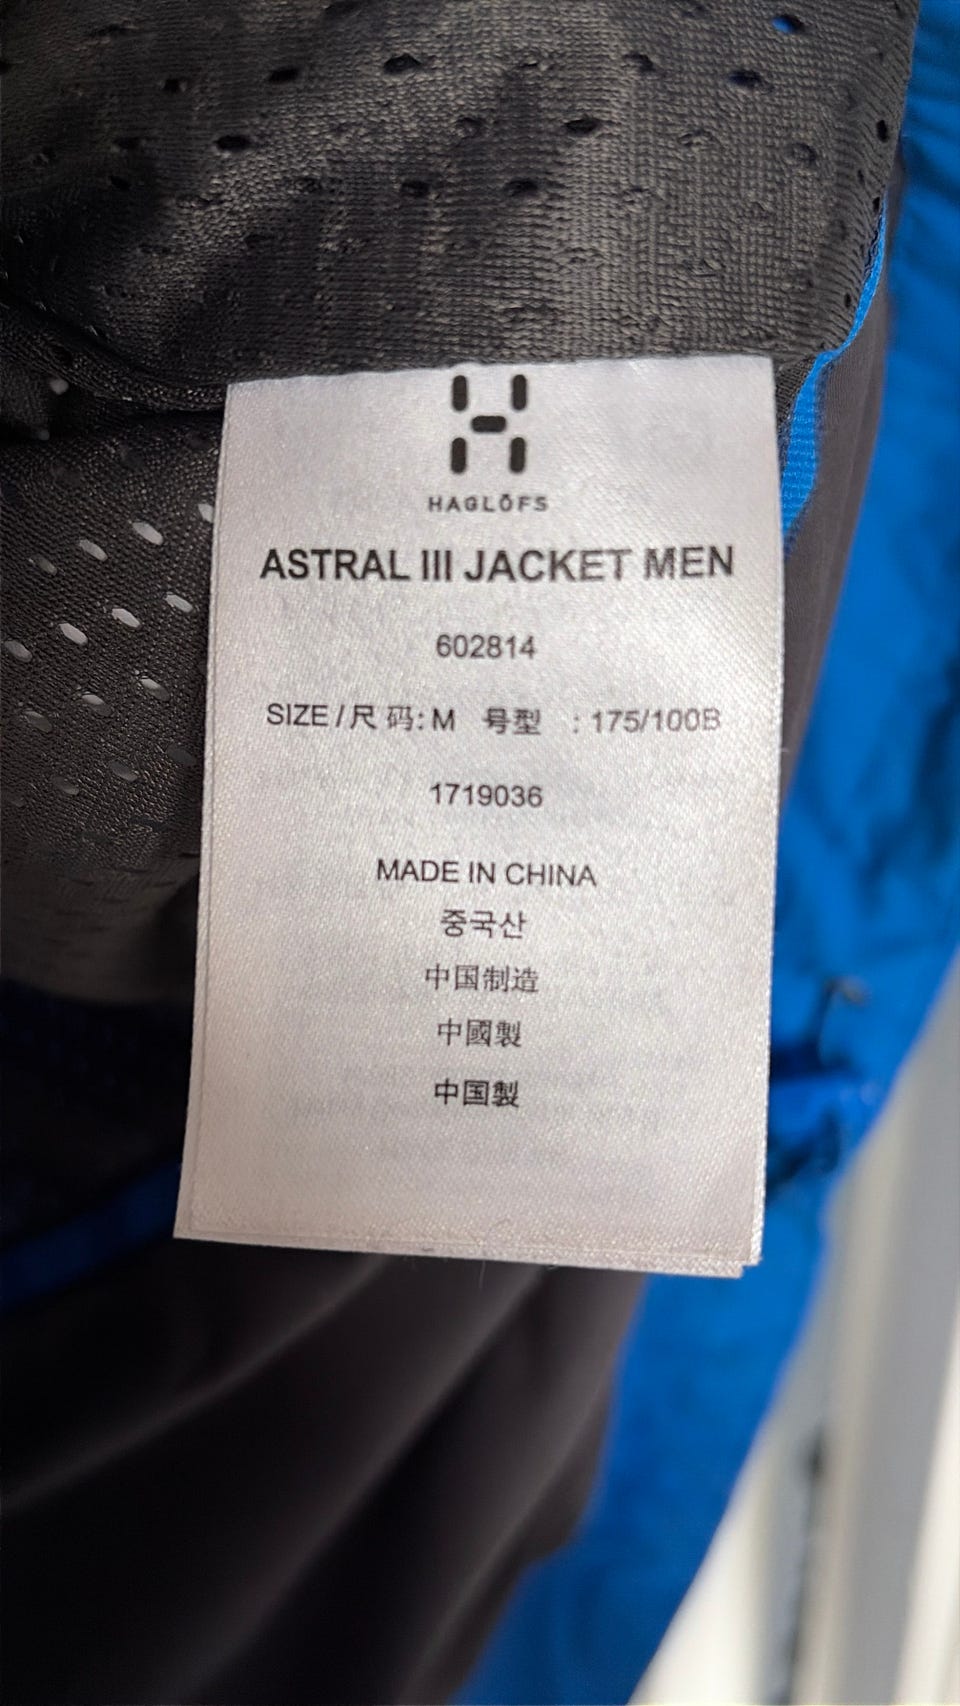 HAGLÖFS
ASTRAL III JACKET MEN
602814
SIZE / 尺 码: M 号型 : 175/100B
1719036
MADE IN CHINA
중국산
中国制造
中國製
中国製